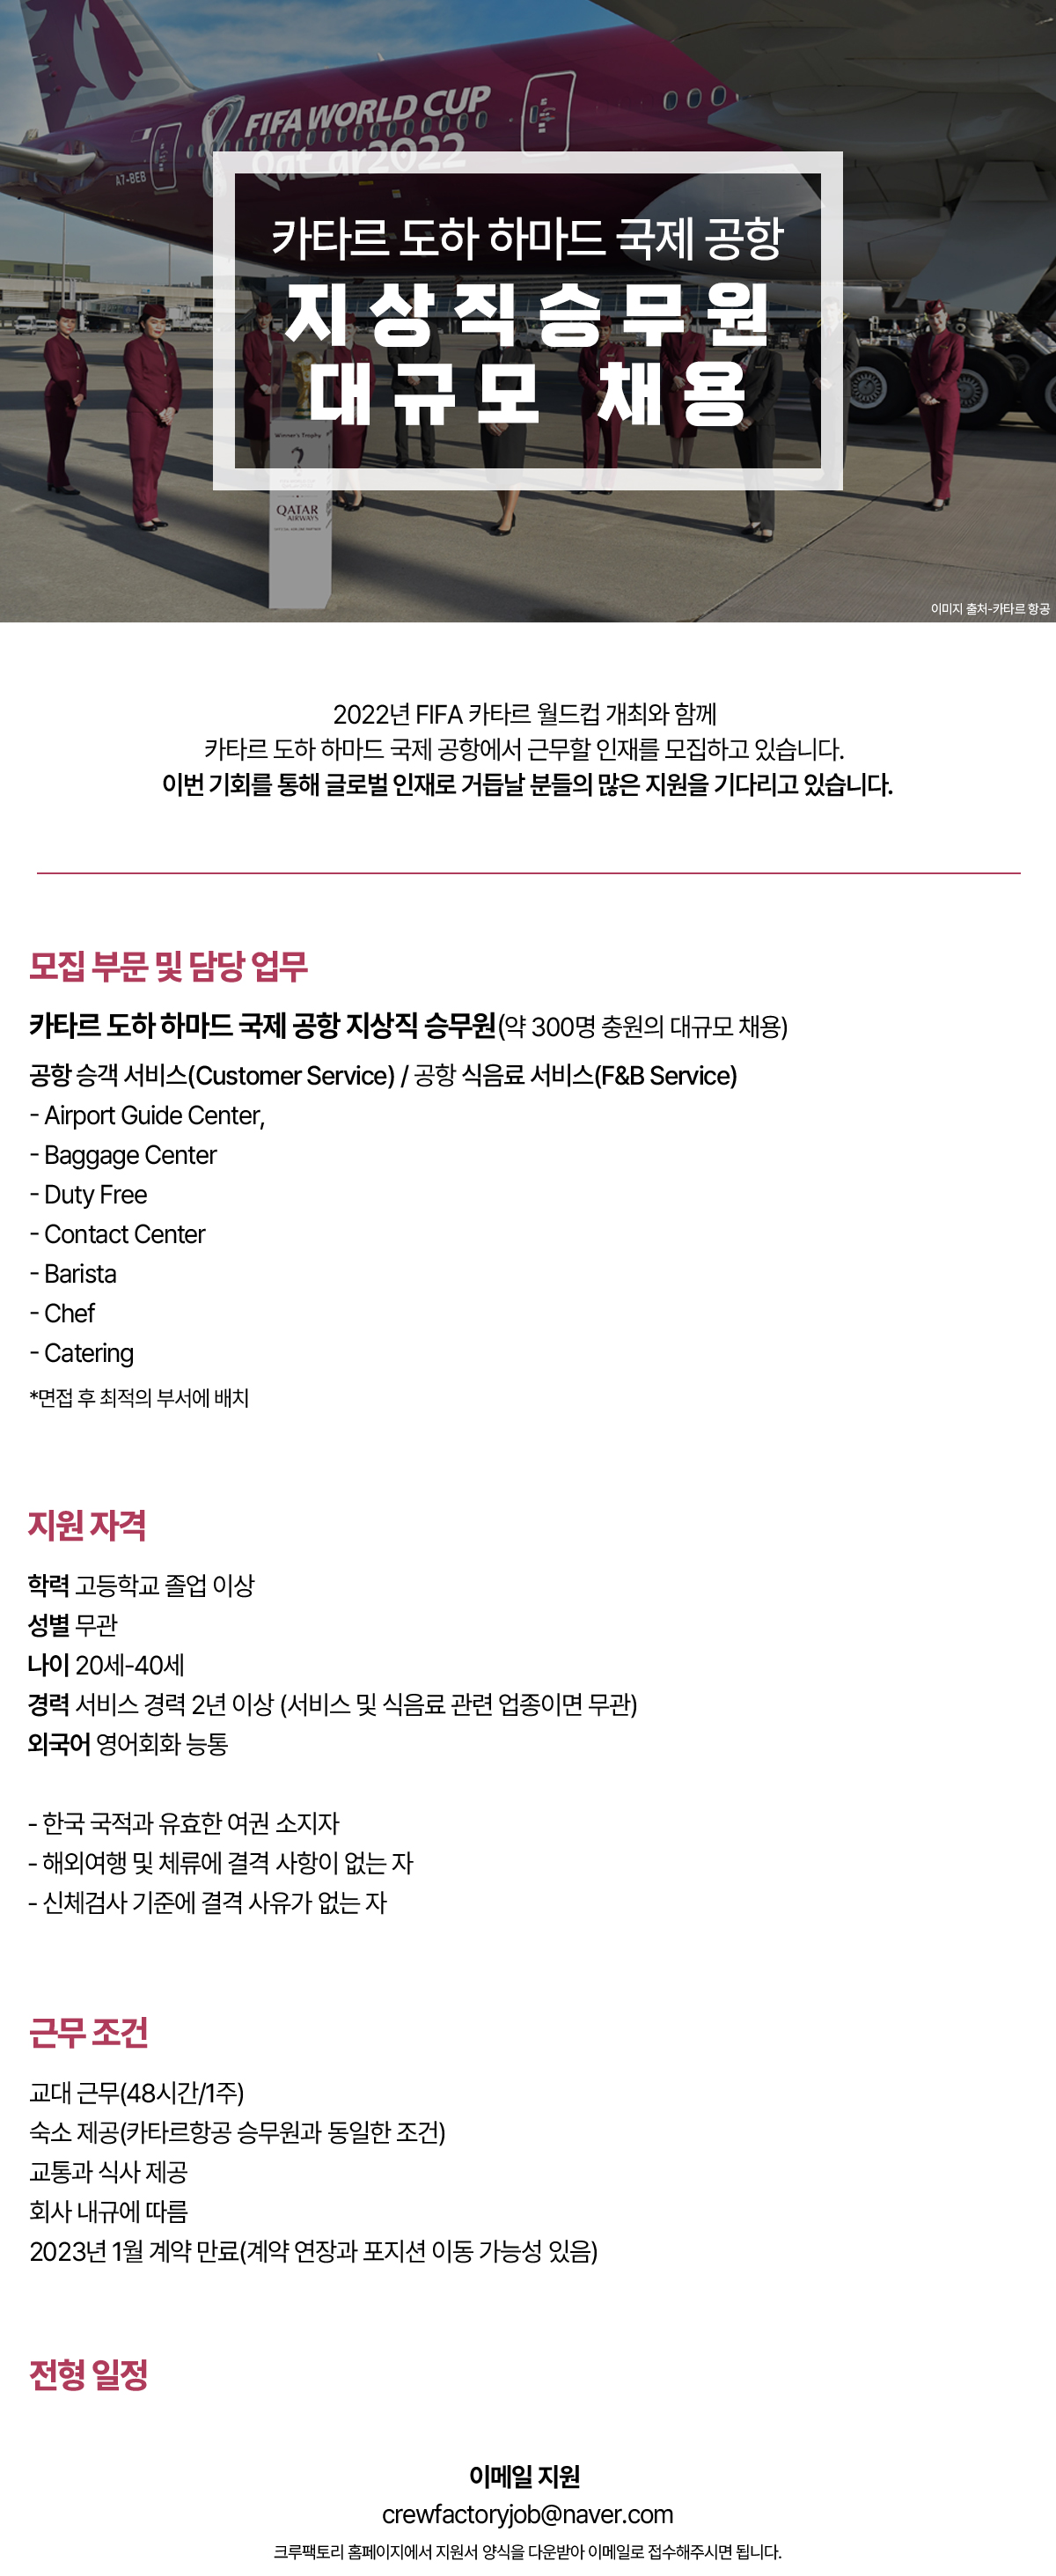 FIFA WORLD CUP
Qatar2022
A7-BEB
카타르 도하 하마드 국제 공항
지상직승무원
대규모 채용
Winner's Trophy
QATAR
AIRWAYS
이미지 출처-카타르 항공
2022년 FIFA 카타르 월드컵 개최와 함께
카타르 도하 하마드 국제 공항에서 근무할 인재를 모집하고 있습니다.
이번 기회를 통해 글로벌 인재로 거듭날 분들의 많은 지원을 기다리고 있습니다.
모집 부문 및 담당 업무
카타르 도하 하마드 국제 공항 지상직 승무원(약 300명 충원의 대규모 채용)
공항 승객 서비스(Customer Service) / 공항 식음료 서비스(F&B Service)
- Airport Guide Center,
- Baggage Center
- Duty Free
- Contact Center
- Barista
- Chef
- Catering
*면접 후 최적의 부서에 배치
지원 자격
학력 고등학교 졸업 이상
성별 무관
나이 20세-40세
경력 서비스 경력 2년 이상 (서비스 및 식음료 관련 업종이면 무관)
외국어 영어회화 능통
- 한국 국적과 유효한 여권 소지자
- 해외여행 및 체류에 결격 사항이 없는 자
- 신체검사 기준에 결격 사유가 없는 자
근무 조건
교대 근무(48시간/1주)
숙소 제공(카타르항공 승무원과 동일한 조건)
교통과 식사 제공
회사 내규에 따름
2023년 1월 계약 만료(계약 연장과 포지션 이동 가능성 있음)
전형 일정
이메일 지원
crewfactoryjob@naver.com
크루팩토리 홈페이지에서 지원서 양식을 다운받아 이메일로 접수해주시면 됩니다.